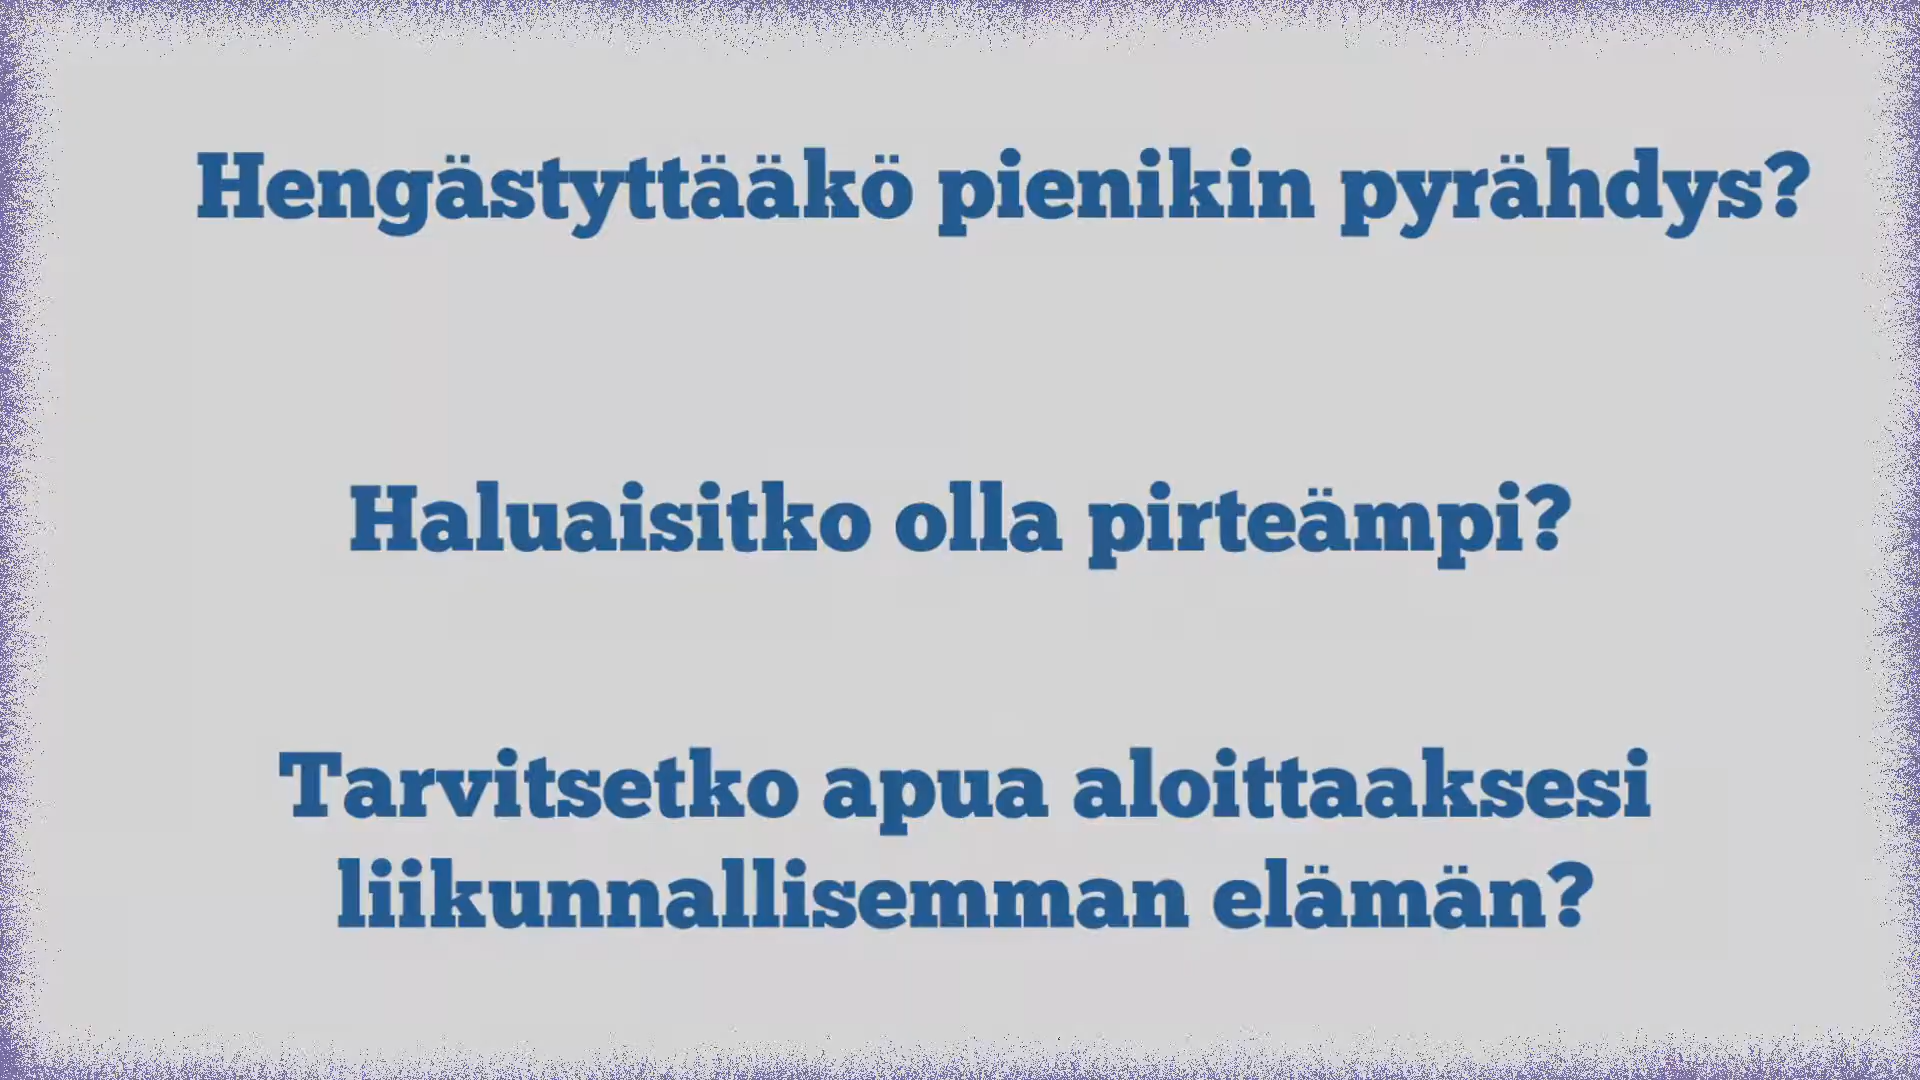 Hengästyttääkö pienikin pyrähdys?
Haluaisitko olla pirteämpi?
Tarvitsetko apua aloittaaksesi
liikunnallisemman elämän?